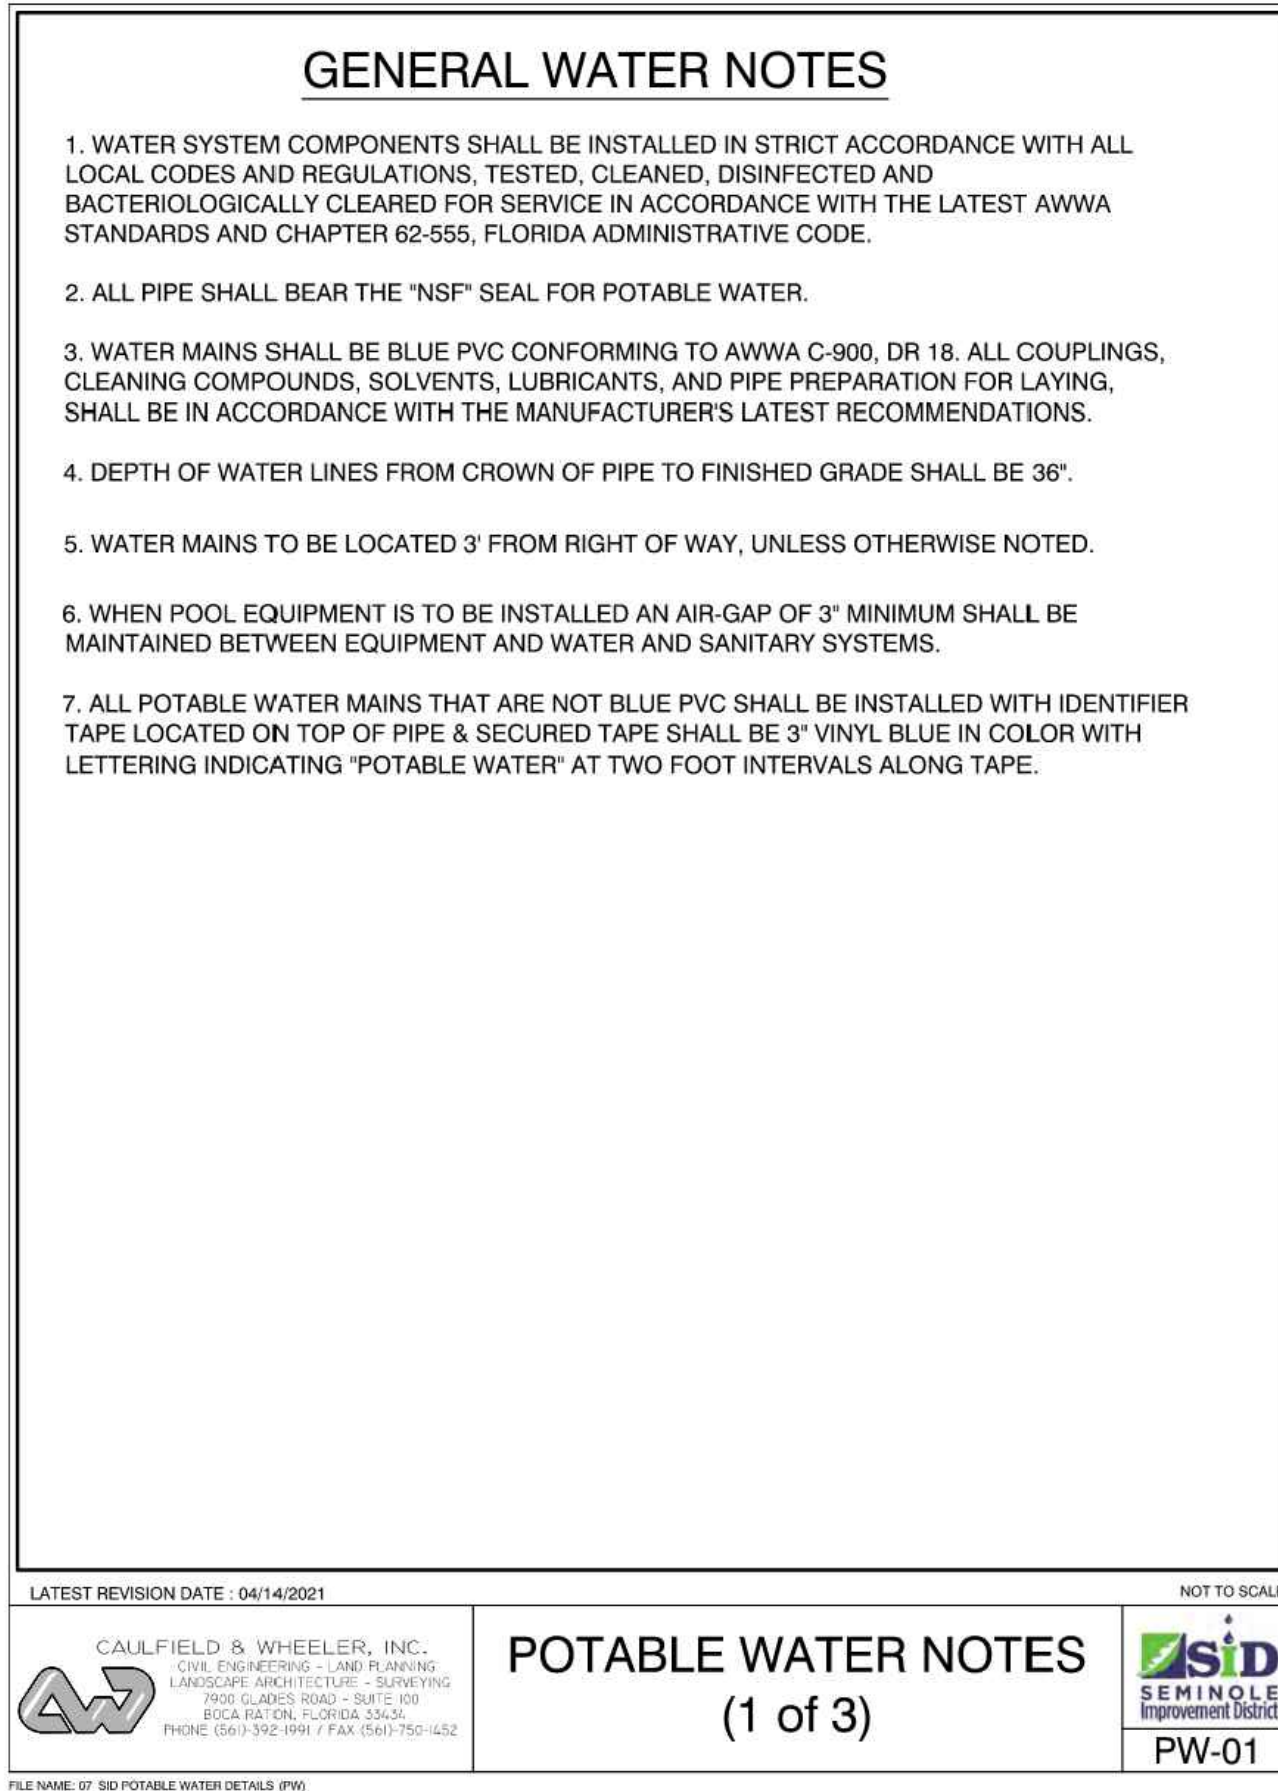 GENERAL WATER NOTES
1. WATER SYSTEM COMPONENTS SHALL BE INSTALLED IN STRICT ACCORDANCE WITH ALL
LOCAL CODES AND REGULATIONS, TESTED, CLEANED, DISINFECTED AND
BACTERIOLOGICALLY CLEARED FOR SERVICE IN ACCORDANCE WITH THE LATEST AWWA
STANDARDS AND CHAPTER 62-555, FLORIDA ADMINISTRATIVE CODE.
2. ALL PIPE SHALL BEAR THE "NSF" SEAL FOR POTABLE WATER.
3. WATER MAINS SHALL BE BLUE PVC CONFORMING TO AWWA C-900, DR 18. ALL COUPLINGS,
CLEANING COMPOUNDS, SOLVENTS, LUBRICANTS, AND PIPE PREPARATION FOR LAYING,
SHALL BE IN ACCORDANCE WITH THE MANUFACTURER'S LATEST RECOMMENDATIONS.
4. DEPTH OF WATER LINES FROM CROWN OF PIPE TO FINISHED GRADE SHALL BE 36".
5. WATER MAINS TO BE LOCATED 3' FROM RIGHT OF WAY, UNLESS OTHERWISE NOTED.
6. WHEN POOL EQUIPMENT IS TO BE INSTALLED AN AIR-GAP OF 3" MINIMUM SHALL BE
MAINTAINED BETWEEN EQUIPMENT AND WATER AND SANITARY SYSTEMS.
7. ALL POTABLE WATER MAINS THAT ARE NOT BLUE PVC SHALL BE INSTALLED WITH IDENTIFIER
TAPE LOCATED ON TOP OF PIPE & SECURED TAPE SHALL BE 3" VINYL BLUE IN COLOR WITH
LETTERING INDICATING "POTABLE WATER" AT TWO FOOT INTERVALS ALONG TAPE.
LATEST REVISION DATE : 04/14/2021
NOT TO SCAL
CAULFIELD & WHEELER, INC.
CIVIL ENGINEERING - LAND PLANNING
LANDSCAPE ARCHITECTURE - SURVEYING
7900 GLADES ROAD - SUITE 100
BOCA RATON, FLORIDA 33434
PHONE (561)-392-1991 / FAX (561)-750-1452
POTABLE WATER NOTES
(1 of 3)
SID
SEMINOLE
Improvement District
PW-01
FILE NAME: 07 SID POTABLE WATER DETAILS (PW)